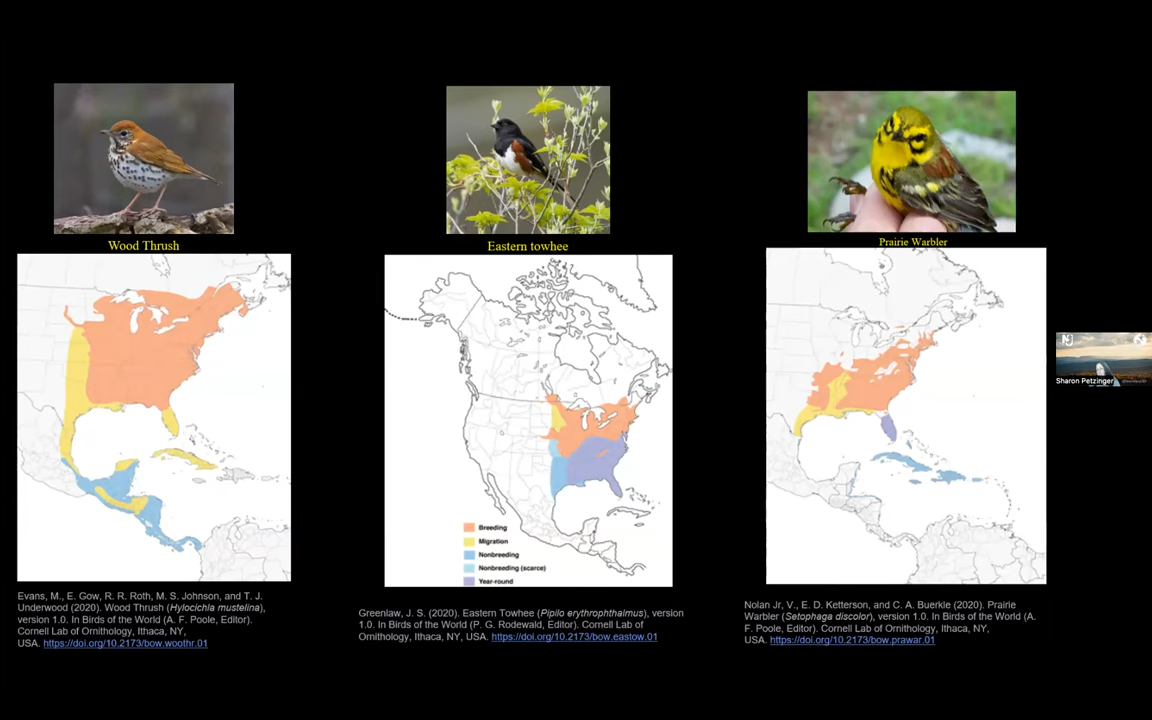 Wood Thrush
Eastern towhee
Prairie Warbler
Breeding
Migration
Nonbreeding
Nonbreeding (scarce)
Year-round
Evans, M., E. Gow, R. R. Roth, M. S. Johnson, and T. J.
Underwood (2020). Wood Thrush (Hylocichla mustelina),
version 1.0. In Birds of the World (A. F. Poole, Editor).
Cornell Lab of Ornithology, Ithaca, NY,
USA. https://doi.org/10.2173/bow.woothr.01
Greenlaw, J. S. (2020). Eastern Towhee (Pipilo erythrophthalmus), version
1.0. In Birds of the World (P. G. Rodewald, Editor). Cornell Lab of
Ornithology, Ithaca, NY, USA. https://doi.org/10.2173/bow.eastow.01
Nolan Jr, V., E. D. Ketterson, and C. A. Buerkle (2020). Prairie
Warbler (Setophaga discolor), version 1.0. In Birds of the World (A.
F. Poole, Editor). Cornell Lab of Ornithology, Ithaca, NY,
USA. https://doi.org/10.2173/bow.prawar.01
Sharon Petzinger